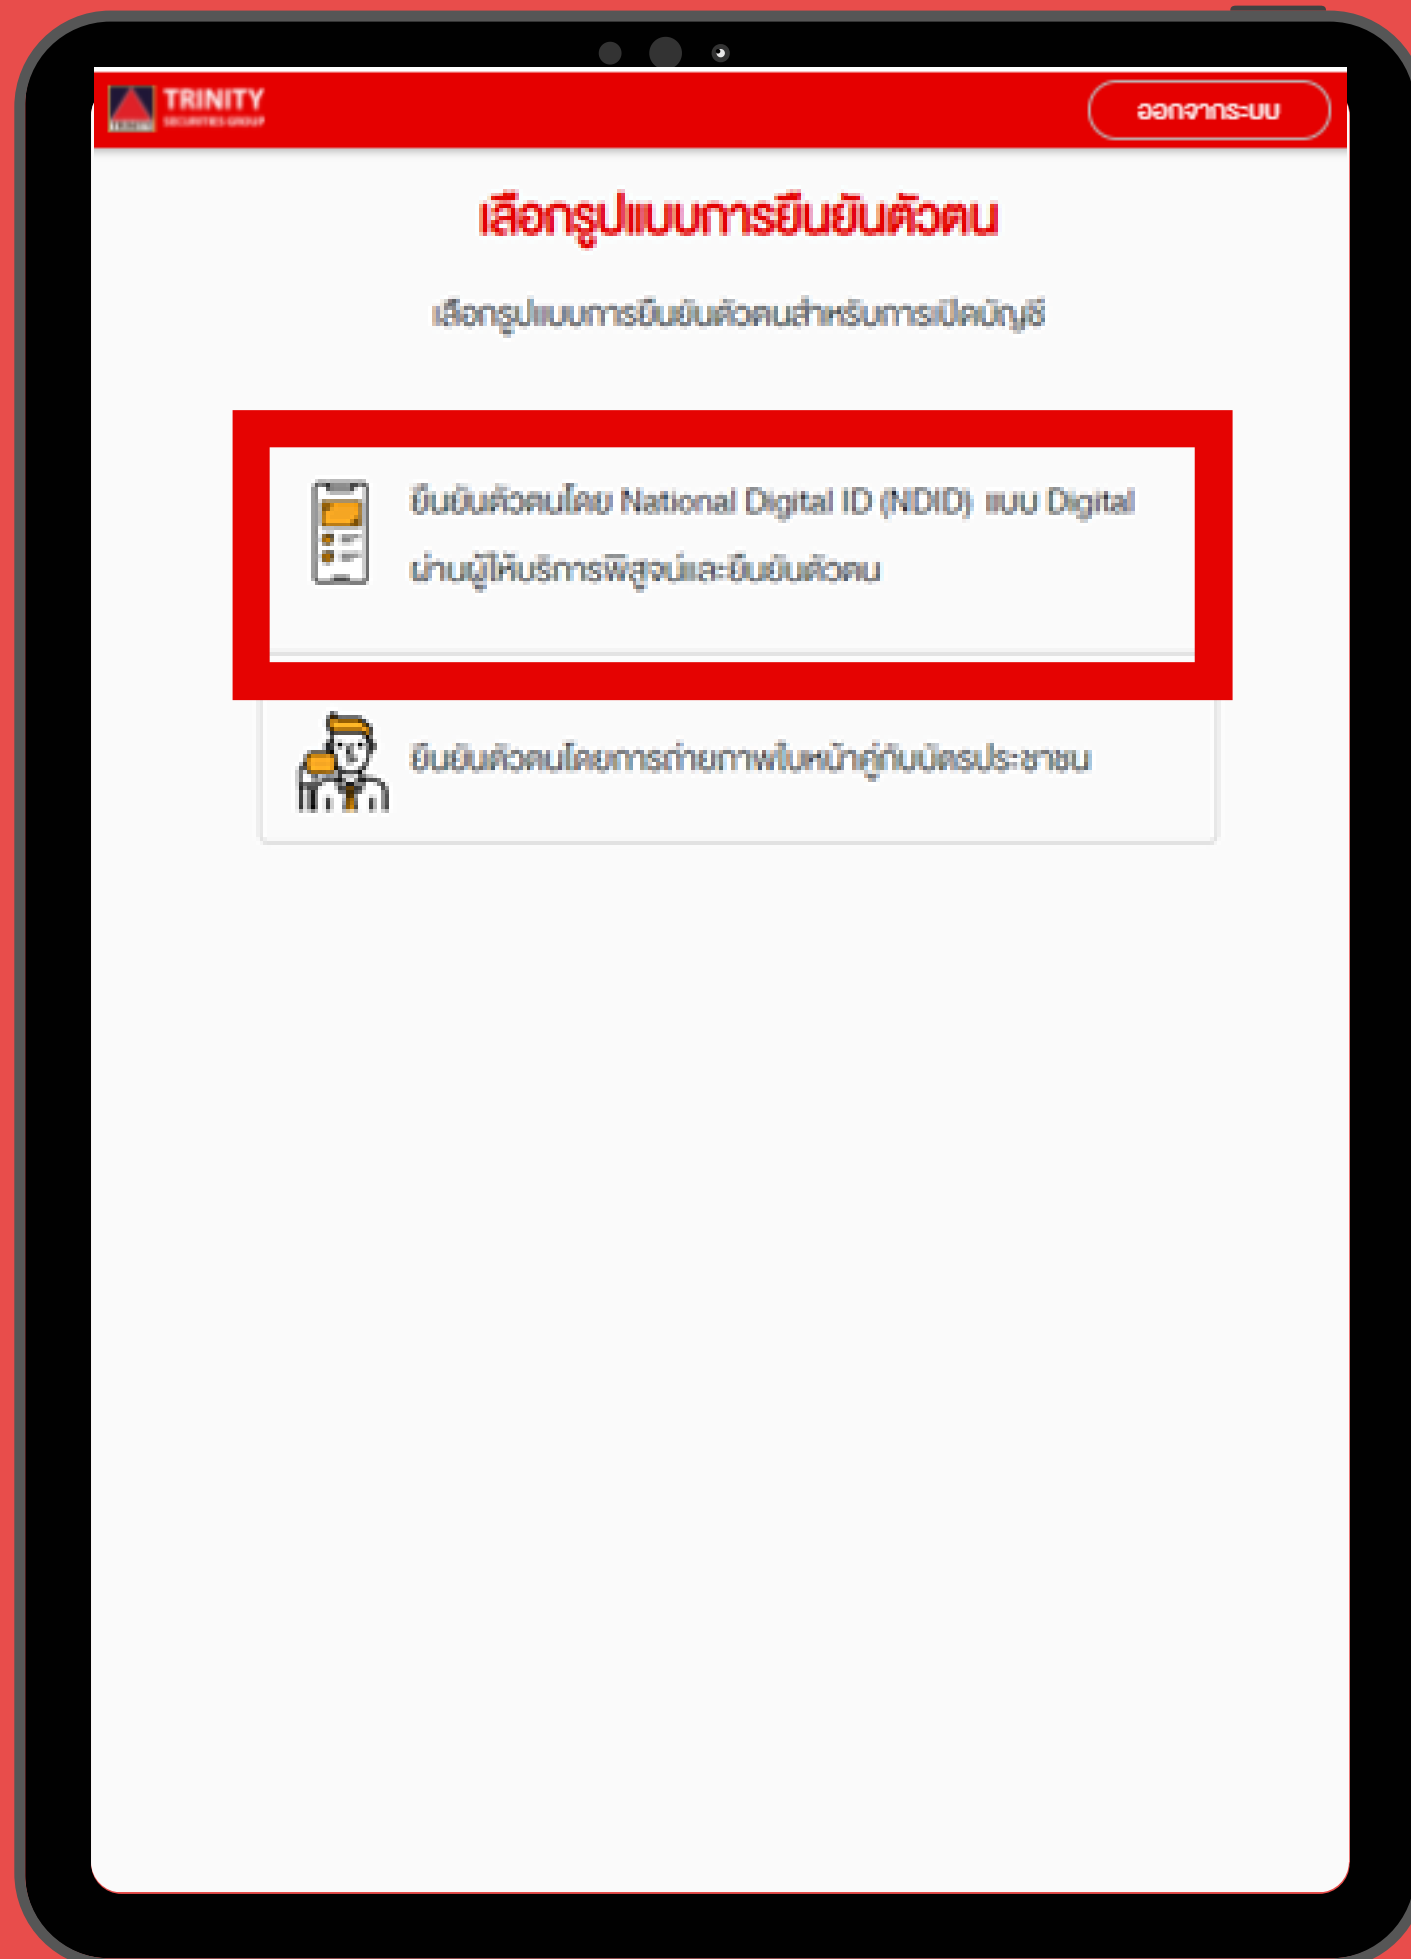 TRINITY
SECURITIES GROUP
TRINITY
ออกจากระบบ
เลือกรูปแบบการยืนยันตัวตน
เลือกรูปแบบการยืนยันตัวตนสำหรับการเปิดบัญชี
ยืนยันตัวตนโดย National Digital ID (NDID) แบบ Digital
ผ่านผู้ให้บริการพิสูจน์และยืนยันตัวตน
ยืนยันตัวตนโดยการถ่ายภาพใบหน้าคู่กับบัตรประชาชน